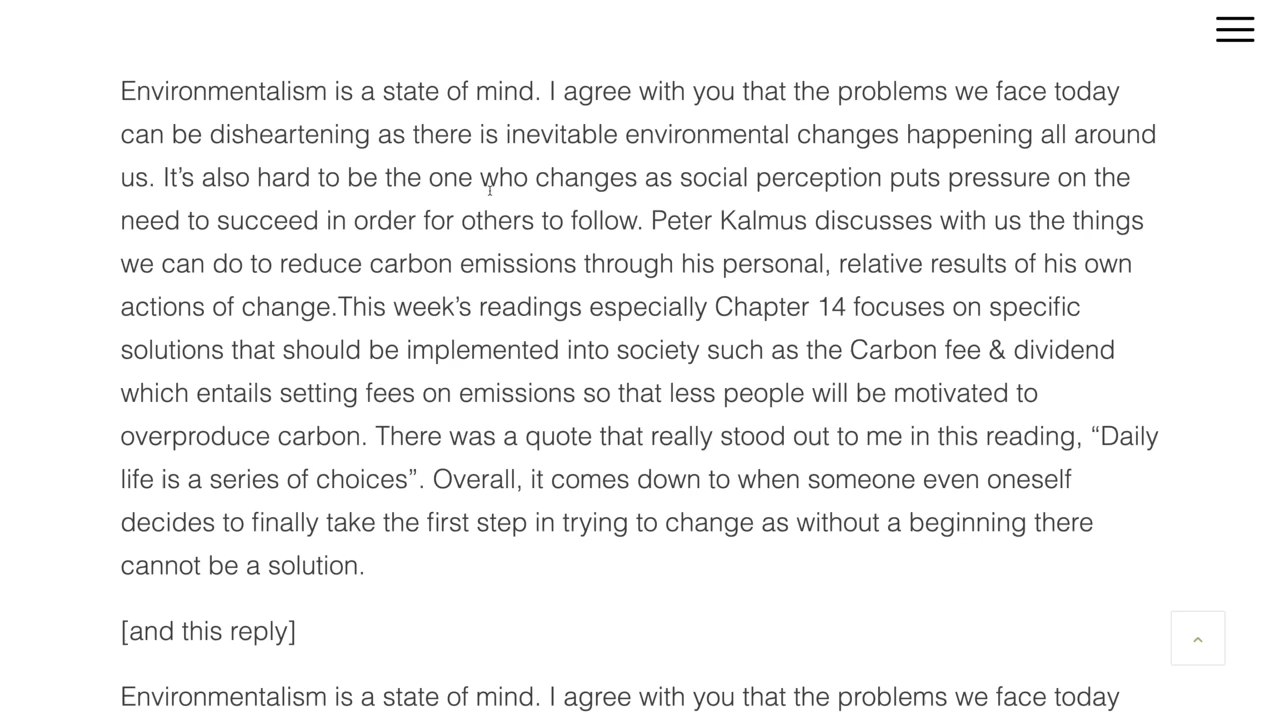 Environmentalism is a state of mind. I agree with you that the problems we face today
can be disheartening as there is inevitable environmental changes happening all around
us. It’s also hard to be the one who changes as social perception puts pressure on the
need to succeed in order for others to follow. Peter Kalmus discusses with us the things
we can do to reduce carbon emissions through his personal, relative results of his own
actions of change.This week’s readings especially Chapter 14 focuses on specific
solutions that should be implemented into society such as the Carbon fee & dividend
which entails setting fees on emissions so that less people will be motivated to
overproduce carbon. There was a quote that really stood out to me in this reading, “Daily
life is a series of choices”. Overall, it comes down to when someone even oneself
decides to finally take the first step in trying to change as without a beginning there
cannot be a solution.
[and this reply]
Environmentalism is a state of mind. I agree with you that the problems we face today